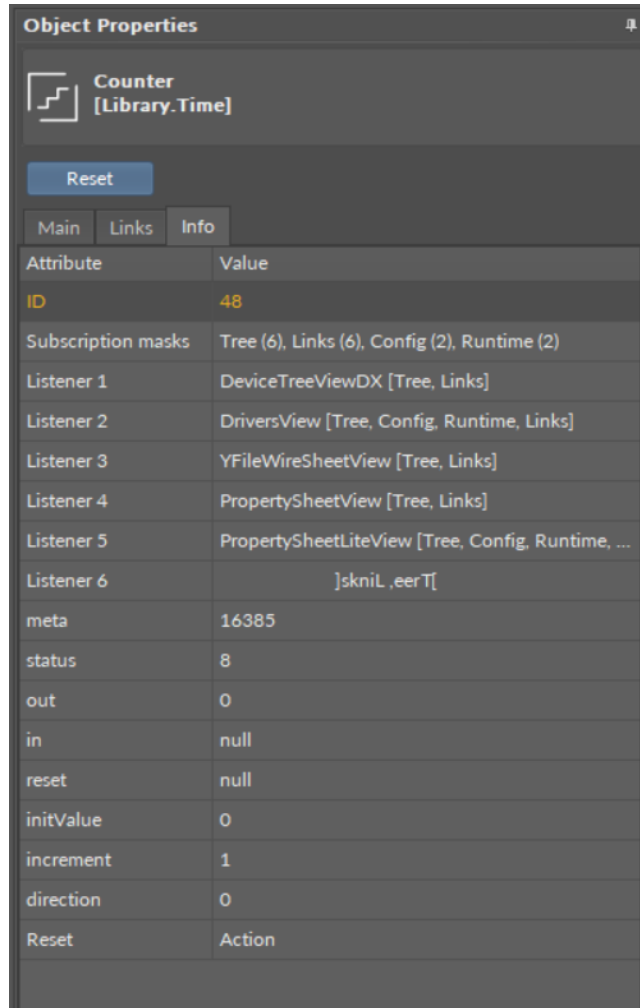 Object Properties
Counter
[Library.Time]
Reset
Main Links Info
Attribute Value
ID 48
Subscription masks Tree (6), Links (6), Config (2), Runtime (2)
Listener 1 DeviceTreeViewDX [Tree, Links]
Listener 2 DriversView [Tree, Config, Runtime, Links]
Listener 3 YFileWireSheetView [Tree, Links]
Listener 4 PropertySheetView [Tree, Links]
Listener 5 PropertySheetLiteView [Tree, Config, Runtime, ...
Listener 6 ]skniL ,eerT[
meta 16385
status 8
out 0
in null
reset null
initValue 0
increment 1
direction 0
Reset Action